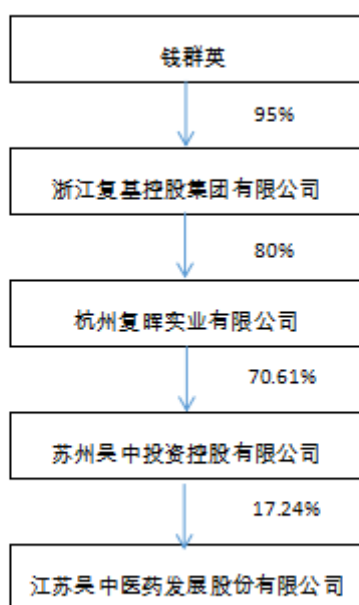 钱群英
95%
浙江复基控股集团有限公司
80%
杭州复晖实业有限公司
70.61%
苏州吴中投资控股有限公司
17.24%
江苏吴中医药发展股份有限公司